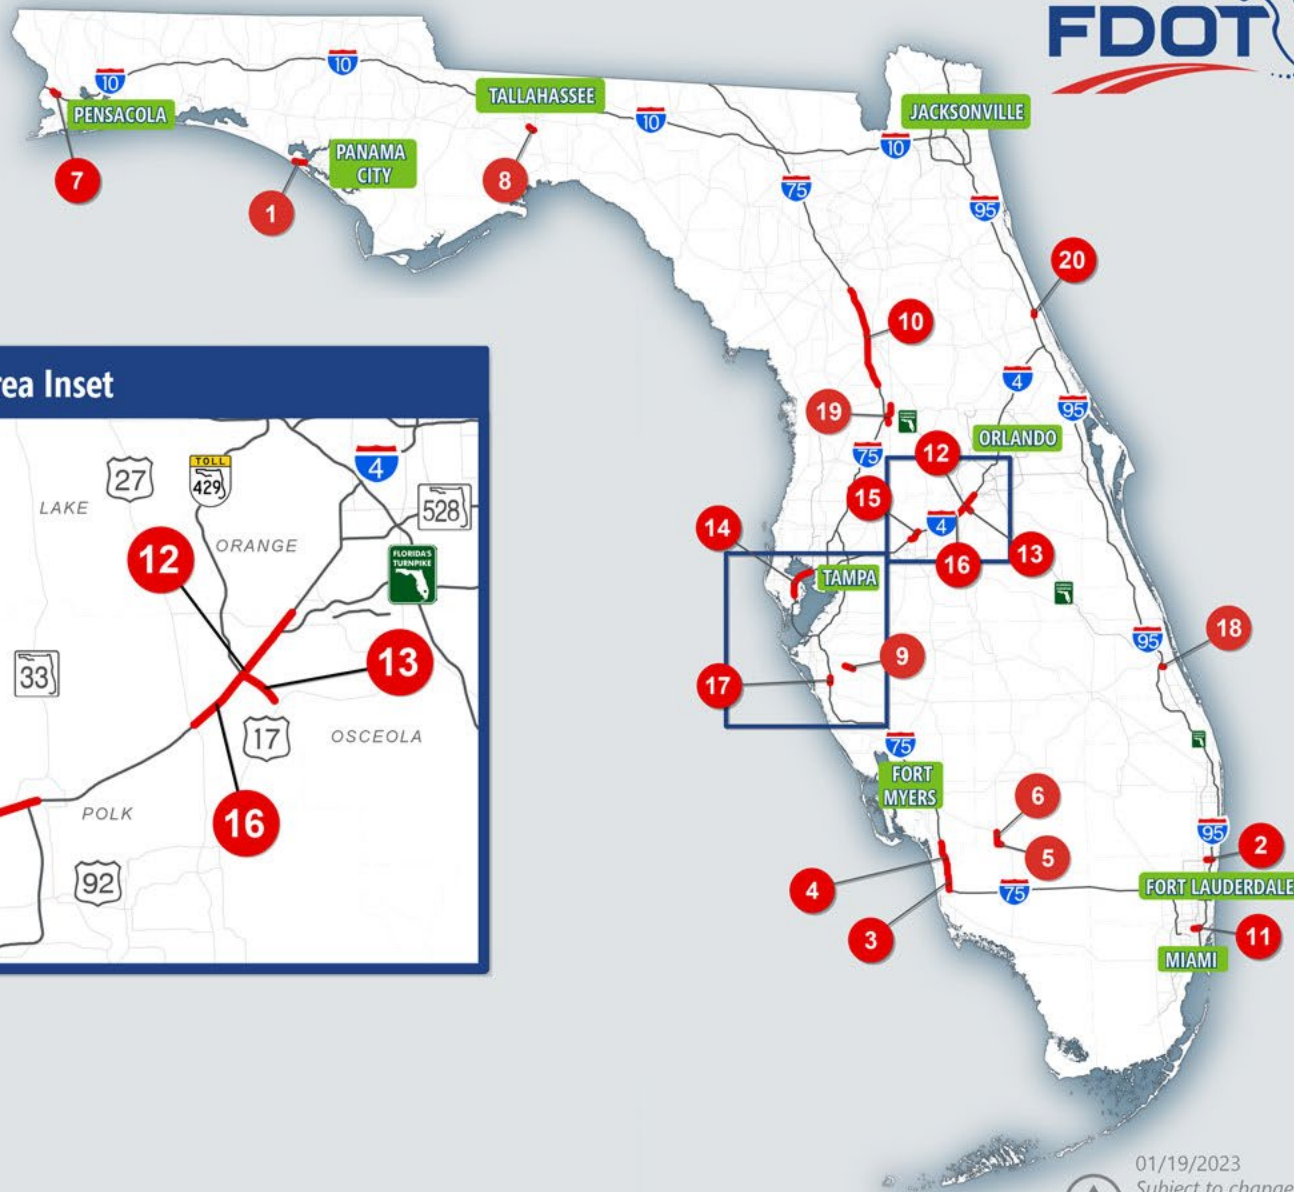 FDOT
10
10
TALLAHASSEE
PENSACOLA
10
JACKSONVILLE
10
PANAMA
CITY
7
8
75
1
95
20
10
4
19
95
ORLANDO
75
12
15
4
14
16
13
TAMPA
95
18
9
17
75
FORT
MYERS
6
95
2
5
4
75
FORT LAUDERDALE
3
11
MIAMI
ea Inset
4
27
TOLL
429
LAKE
528
ORANGE
12
FLORIDA'S
TURNPIKE
33
13
17
OSCEOLA
POLK
16
92
01/19/2023
Subject to change